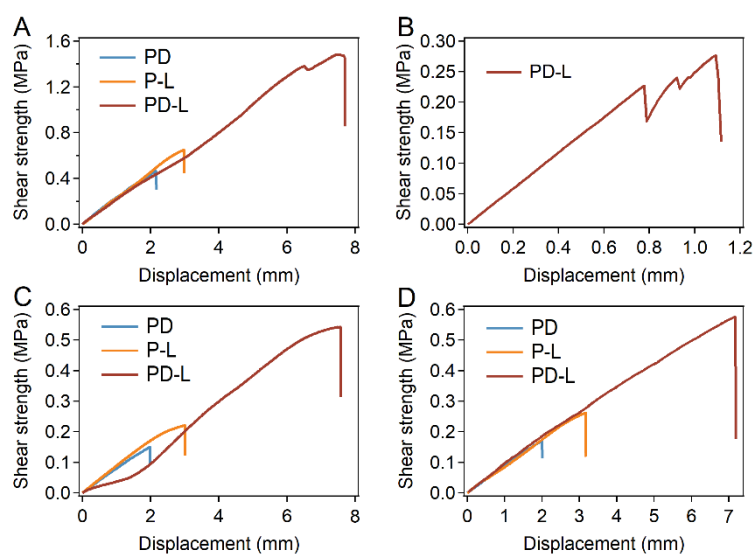 A
Shear strength (MPa)
1.6
1.2
0.8
0.4
0.0
PD
P-L
PD-L
0
2
4
6
8
Displacement (mm)
B
Shear strength (MPa)
0.30
0.25
0.20
0.15
0.10
0.05
0.00
PD-L
0.0
0.2
0.4
0.6
0.8
1.0
1.2
Displacement (mm)
C
Shear strength (MPa)
0.6
0.5
0.4
0.3
0.2
0.1
0.0
PD
P-L
PD-L
0
2
4
6
8
Displacement (mm)
D
Shear strength (MPa)
0.6
0.5
0.4
0.3
0.2
0.1
0.0
PD
P-L
PD-L
0
1
2
3
4
5
6
7
Displacement (mm)